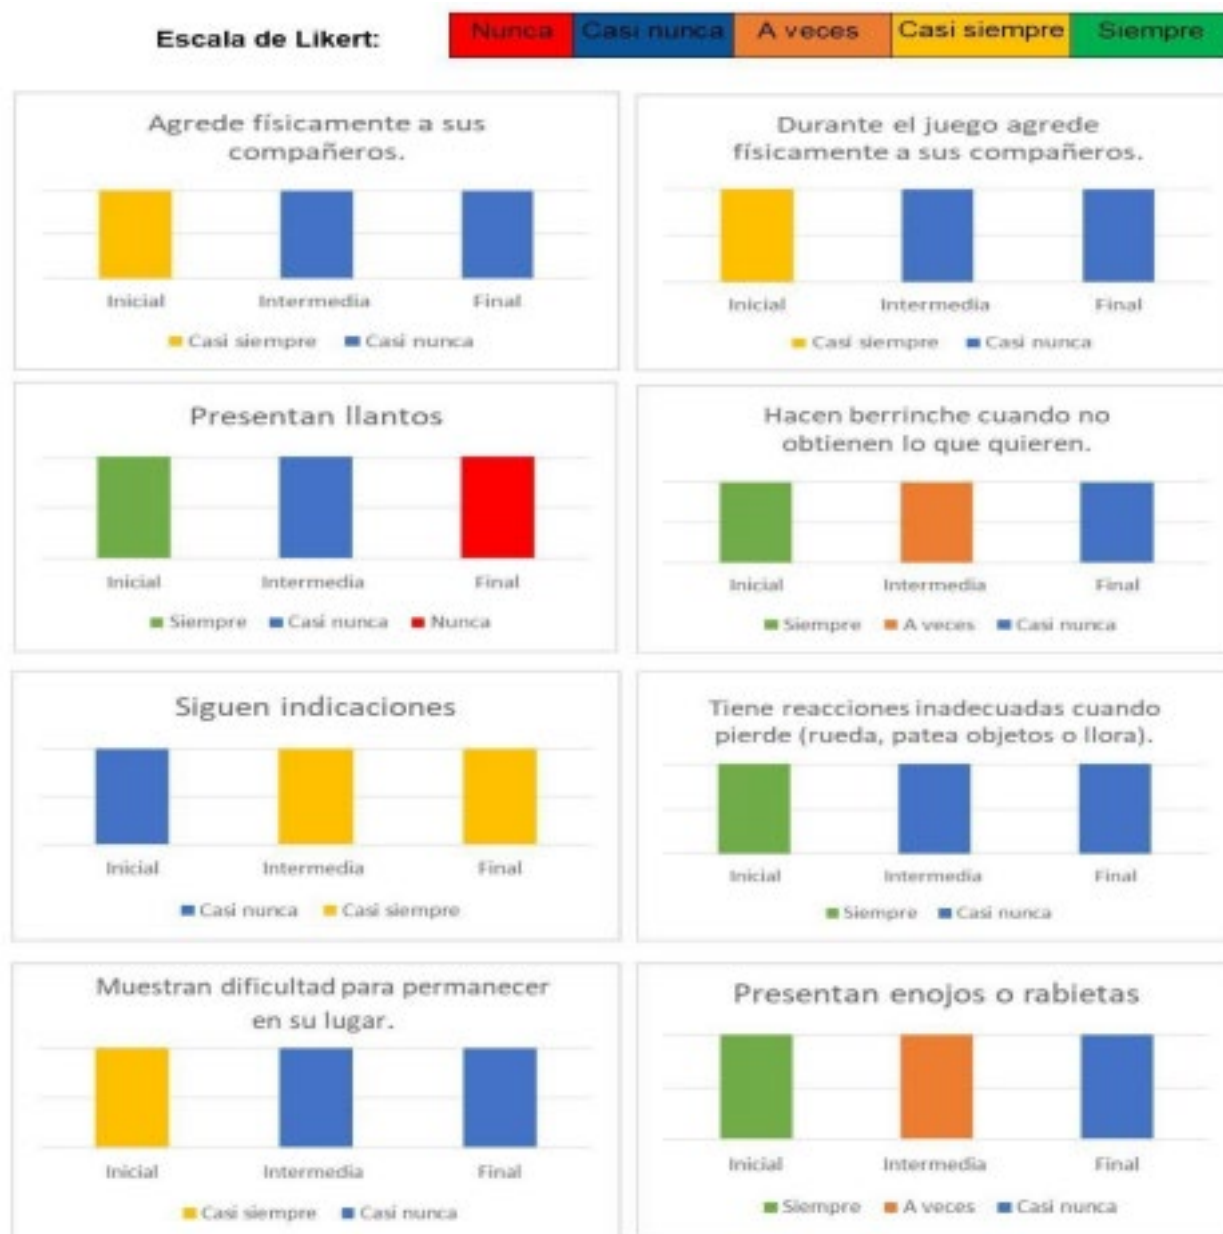 Escala de Likert:
Nunca Casi nunca A veces Casi siempre Siempre
Agrede físicamente a sus
compañeros.
Inicial Intermedia Final
Casi siempre Casi nunca
Durante el juego agrede
físicamente a sus compañeros.
Inicial Intermedia Final
Casi siempre Casi nunca
Presentan llantos
Inicial Intermedia Final
Siempre Casi nunca Nunca
Hacen berrinche cuando no
obtienen lo que quieren.
Inicial Intermedia Final
Siempre A veces Casi nunca
Siguen indicaciones
Inicial Intermedia Final
Casi nunca Casi siempre
Tiene reacciones inadecuadas cuando
pierde (rueda, patea objetos o llora).
Inicial Intermedia Final
Siempre Casi nunca
Muestran dificultad para permanecer
en su lugar.
Inicial Intermedia Final
Casi siempre Casi nunca
Presentan enojos o rabietas
Inicial Intermedia Final
Siempre A veces Casi nunca